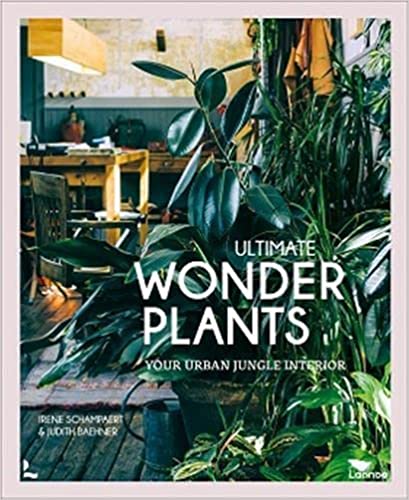 ULTIMATE
WONDER
PLANTS
YOUR URBAN JUNGLE INTERIOR
IRENE SCHAMPAERT
& JUDITH BAEHNER
Lannoo